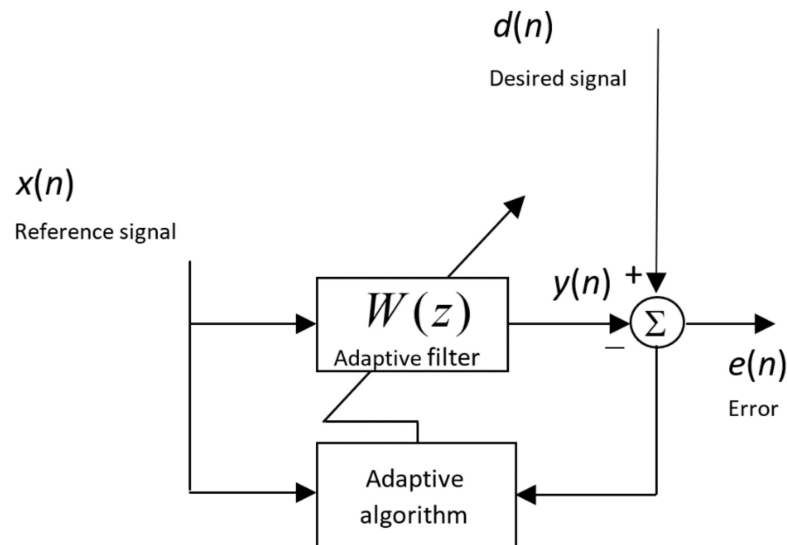 d(n)
Desired signal
x(n)
Reference signal
W(z)
Adaptive filter
y(n)
+
Σ
−
e(n)
Error
Adaptive
algorithm